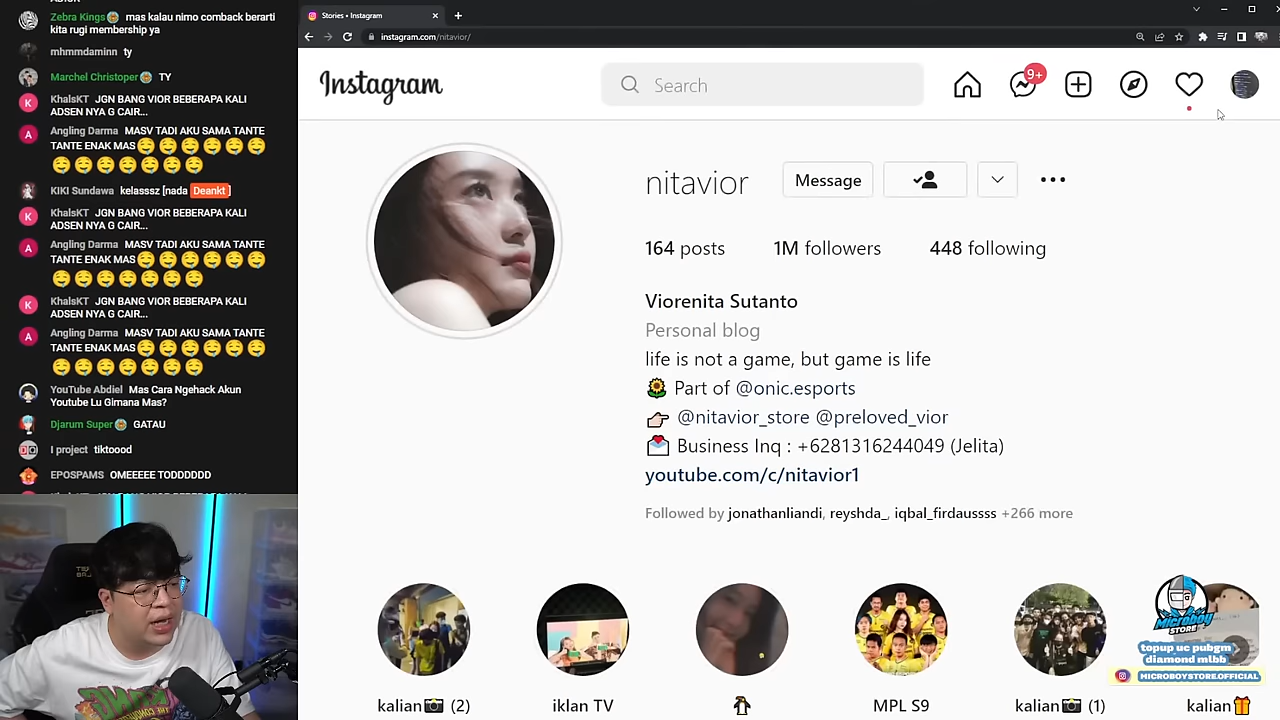 Zebra Kings mas kalau nimo comback berarti
kita rugi membership ya
mhmmdaminn ty
Marchel Christoper TY
KhalsKT JGN BANG VIOR BEBERAPA KALI
ADSEN NYA G CAIR...
Angling Darma MASV TADI AKU SAMA TANTE
TANTE ENAK MAS🤤🤤🤤🤤🤤
🤤🤤🤤🤤🤤🤤🤤
KIKI Sundawa kelasssz [nada Deankt ]
KhalsKT JGN BANG VIOR BEBERAPA KALI
ADSEN NYA G CAIR...
Angling Darma MASV TADI AKU SAMA TANTE
TANTE ENAK MAS🤤🤤🤤🤤🤤
🤤🤤🤤🤤🤤🤤🤤
KhalsKT JGN BANG VIOR BEBERAPA KALI
ADSEN NYA G CAIR...
Angling Darma MASV TADI AKU SAMA TANTE
TANTE ENAK MAS🤤🤤🤤🤤🤤
🤤🤤🤤🤤🤤🤤🤤
YouTube Abdiel Mas Cara Ngehack Akun
Youtube Lu Gimana Mas?
Djarum Super GATAU
I project tiktoood
EPOSPAMS OMEEEEE TODDDDDD
Stories • Instagram
instagram.com/nitavior/
Instagram
Search
9+
nitavior
Message
164 posts 1M followers 448 following
Viorenita Sutanto
Personal blog
life is not a game, but game is life
🌻 Part of @onic.esports
👉 @nitavior_store @preloved_vior
💌 Business Inq : +6281316244049 (Jelita)
youtube.com/c/nitavior1
Followed by jonathanliandi, reyshda_, iqbal_firdaussss +266 more
kalian📷 (2)
iklan TV
🐧
MPL S9
kalian📷 (1)
kalian🎁
Microboy
STORE
topup uc pubgm
diamond mlbb
MICROBOYSTORE.OFFICIAL